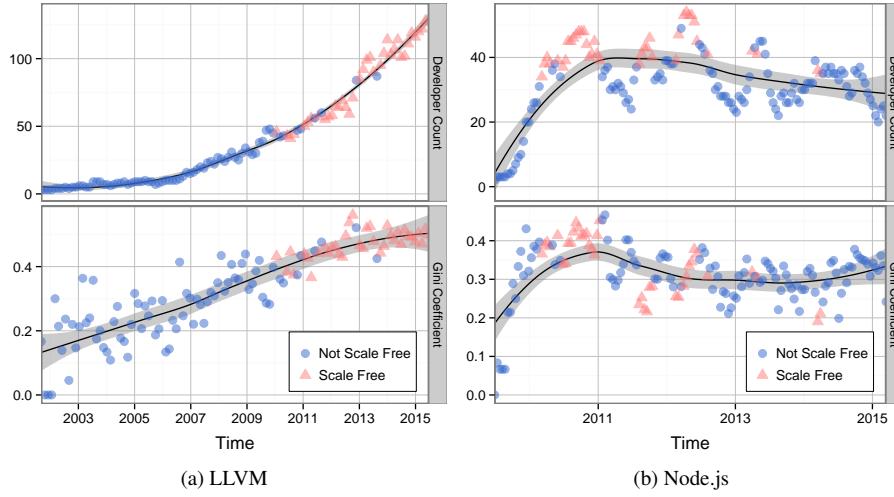 100
50
0
Developer Count
0.4
0.2
0.0
Gini Coefficient
Not Scale Free
Scale Free
2003 2005 2007 2009 2011 2013 2015
Time
(a) LLVM
40
20
0
Developer Count
0.4
0.3
0.2
0.1
0.0
Gini Coefficient
Not Scale Free
Scale Free
2011 2013 2015
Time
(b) Node.js